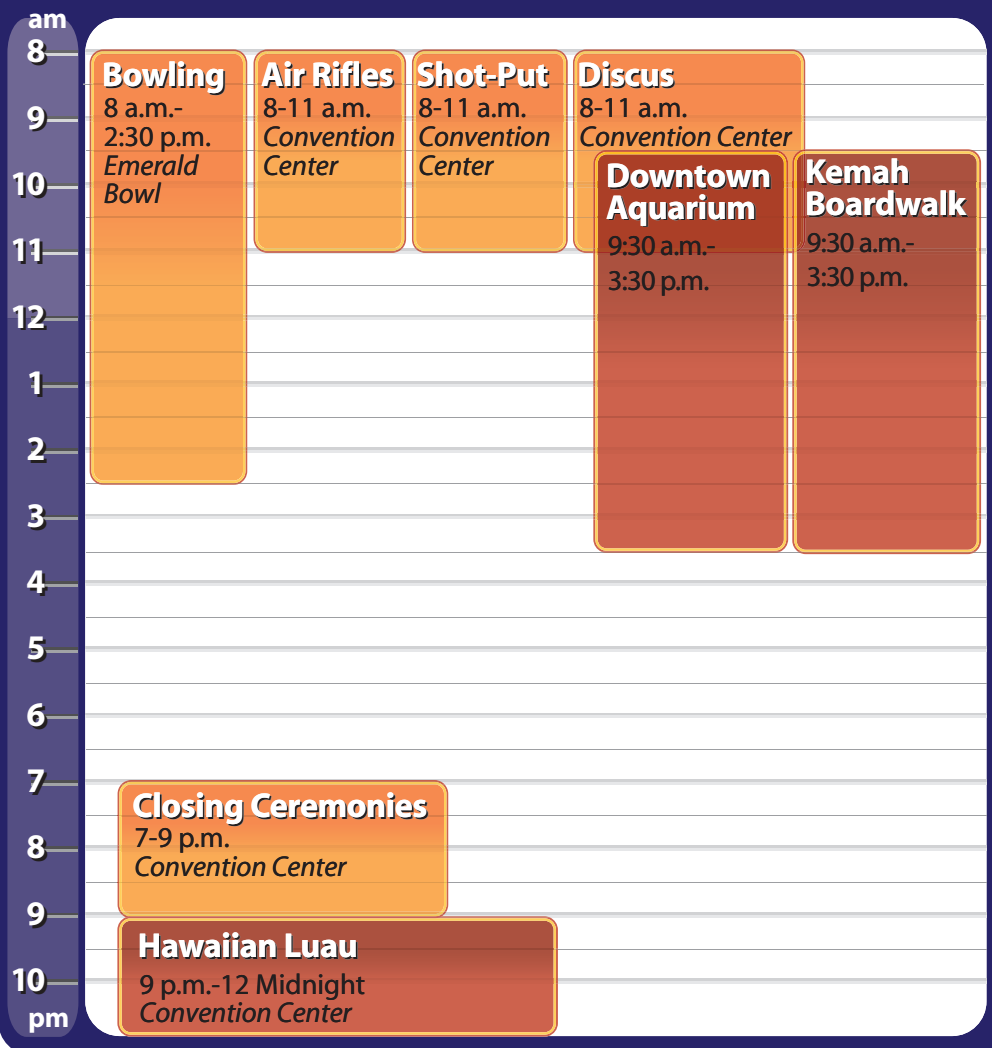 am
8
9
10
11
12
1
2
3
4
5
6
7
8
9
10
pm
Bowling
8 a.m.-
2:30 p.m.
Emerald
Bowl
Air Rifles
8-11 a.m.
Convention
Center
Shot-Put
8-11 a.m.
Convention
Center
Discus
8-11 a.m.
Convention Center
Downtown
Aquarium
9:30 a.m.-
3:30 p.m.
Kemah
Boardwalk
9:30 a.m.-
3:30 p.m.
Closing Ceremonies
7-9 p.m.
Convention Center
Hawaiian Luau
9 p.m.-12 Midnight
Convention Center